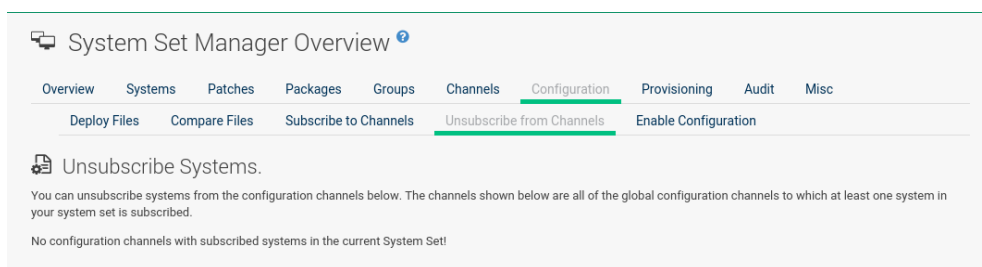 System Set Manager Overview ?
Overview Systems Patches Packages Groups Channels Configuration Provisioning Audit Misc
Deploy Files Compare Files Subscribe to Channels Unsubscribe from Channels Enable Configuration
Unsubscribe Systems.
You can unsubscribe systems from the configuration channels below. The channels shown below are all of the global configuration channels to which at least one system in
your system set is subscribed.
No configuration channels with subscribed systems in the current System Set!